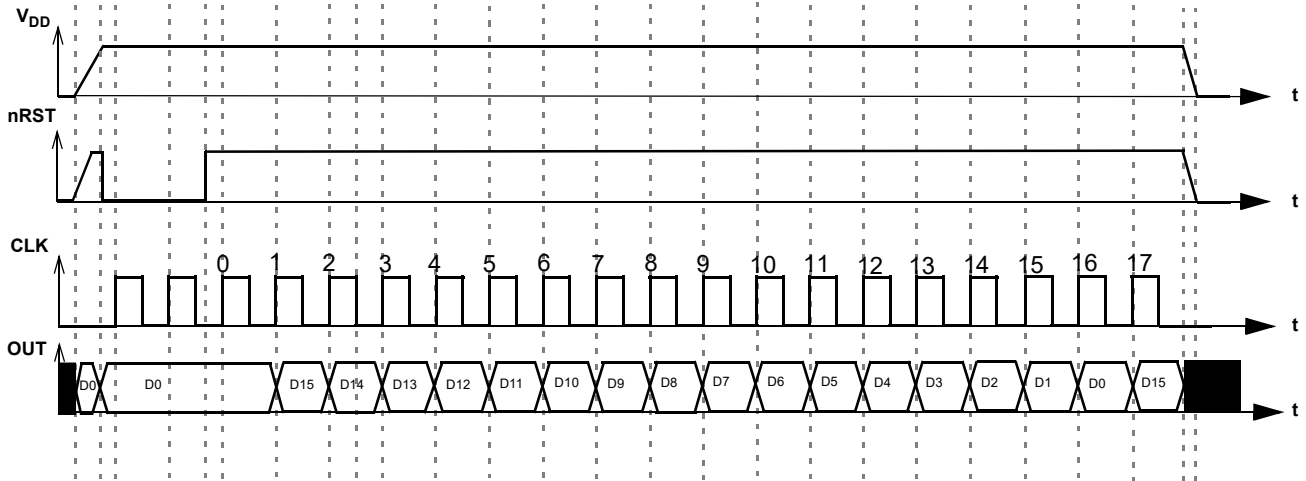 VDD
t
nRST
t
CLK
0 1 2 3 4 5 6 7 8 9 10 11 12 13 14 15 16 17
t
OUT
D0 D0 D15 D14 D13 D12 D11 D10 D9 D8 D7 D6 D5 D4 D3 D2 D1 D0 D15
t